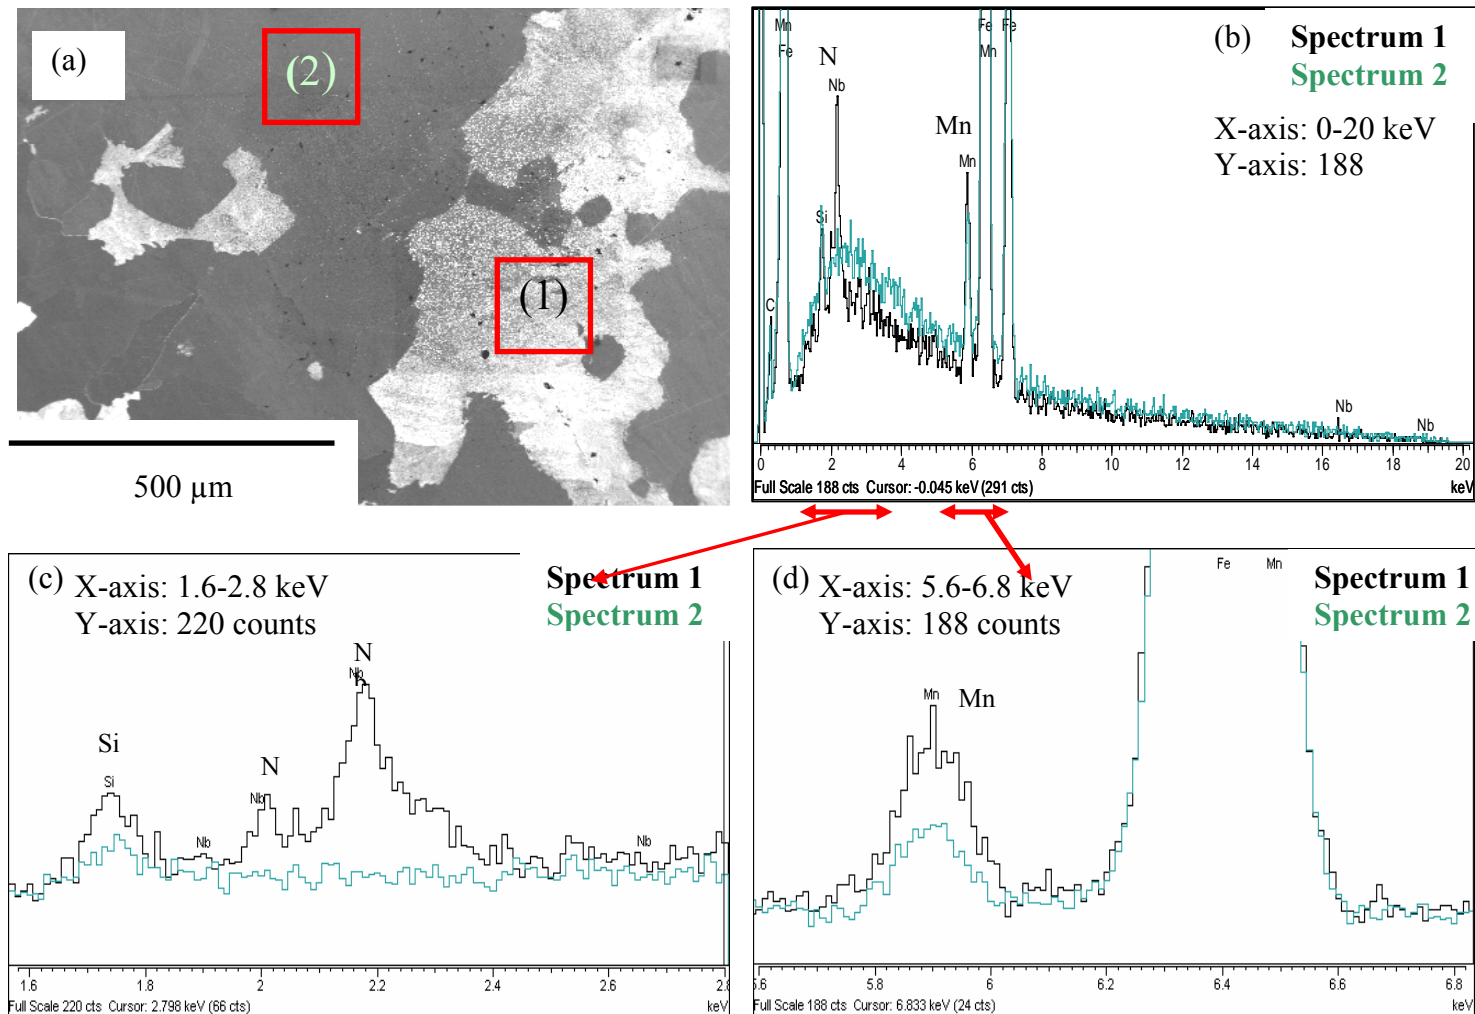 (a)
(2)
(1)
500 µm
(b)
Spectrum 1
Spectrum 2
X-axis: 0-20 keV
Y-axis: 188
Mn
Fe
N
Nb
Mn
Mn
Si
C
Fe
Mn
Fe
Nb
Nb
0 2 4 6 8 10 12 14 16 18 20
Full Scale 188 cts Cursor: -0.045 keV (291 cts)
keV
(c)
X-axis: 1.6-2.8 keV
Y-axis: 220 counts
Spectrum 1
Spectrum 2
N
Nb
Si
Si
N
Nb
Nb
Nb
1.6 1.8 2 2.2 2.4 2.6 2.8
Full Scale 220 cts Cursor: 2.798 keV (66 cts)
keV
(d)
X-axis: 5.6-6.8 keV
Y-axis: 188 counts
Fe
Mn
Spectrum 1
Spectrum 2
Mn
Mn
5.6 5.8 6 6.2 6.4 6.6 6.8
Full Scale 188 cts Cursor: 6.833 keV (24 cts)
keV